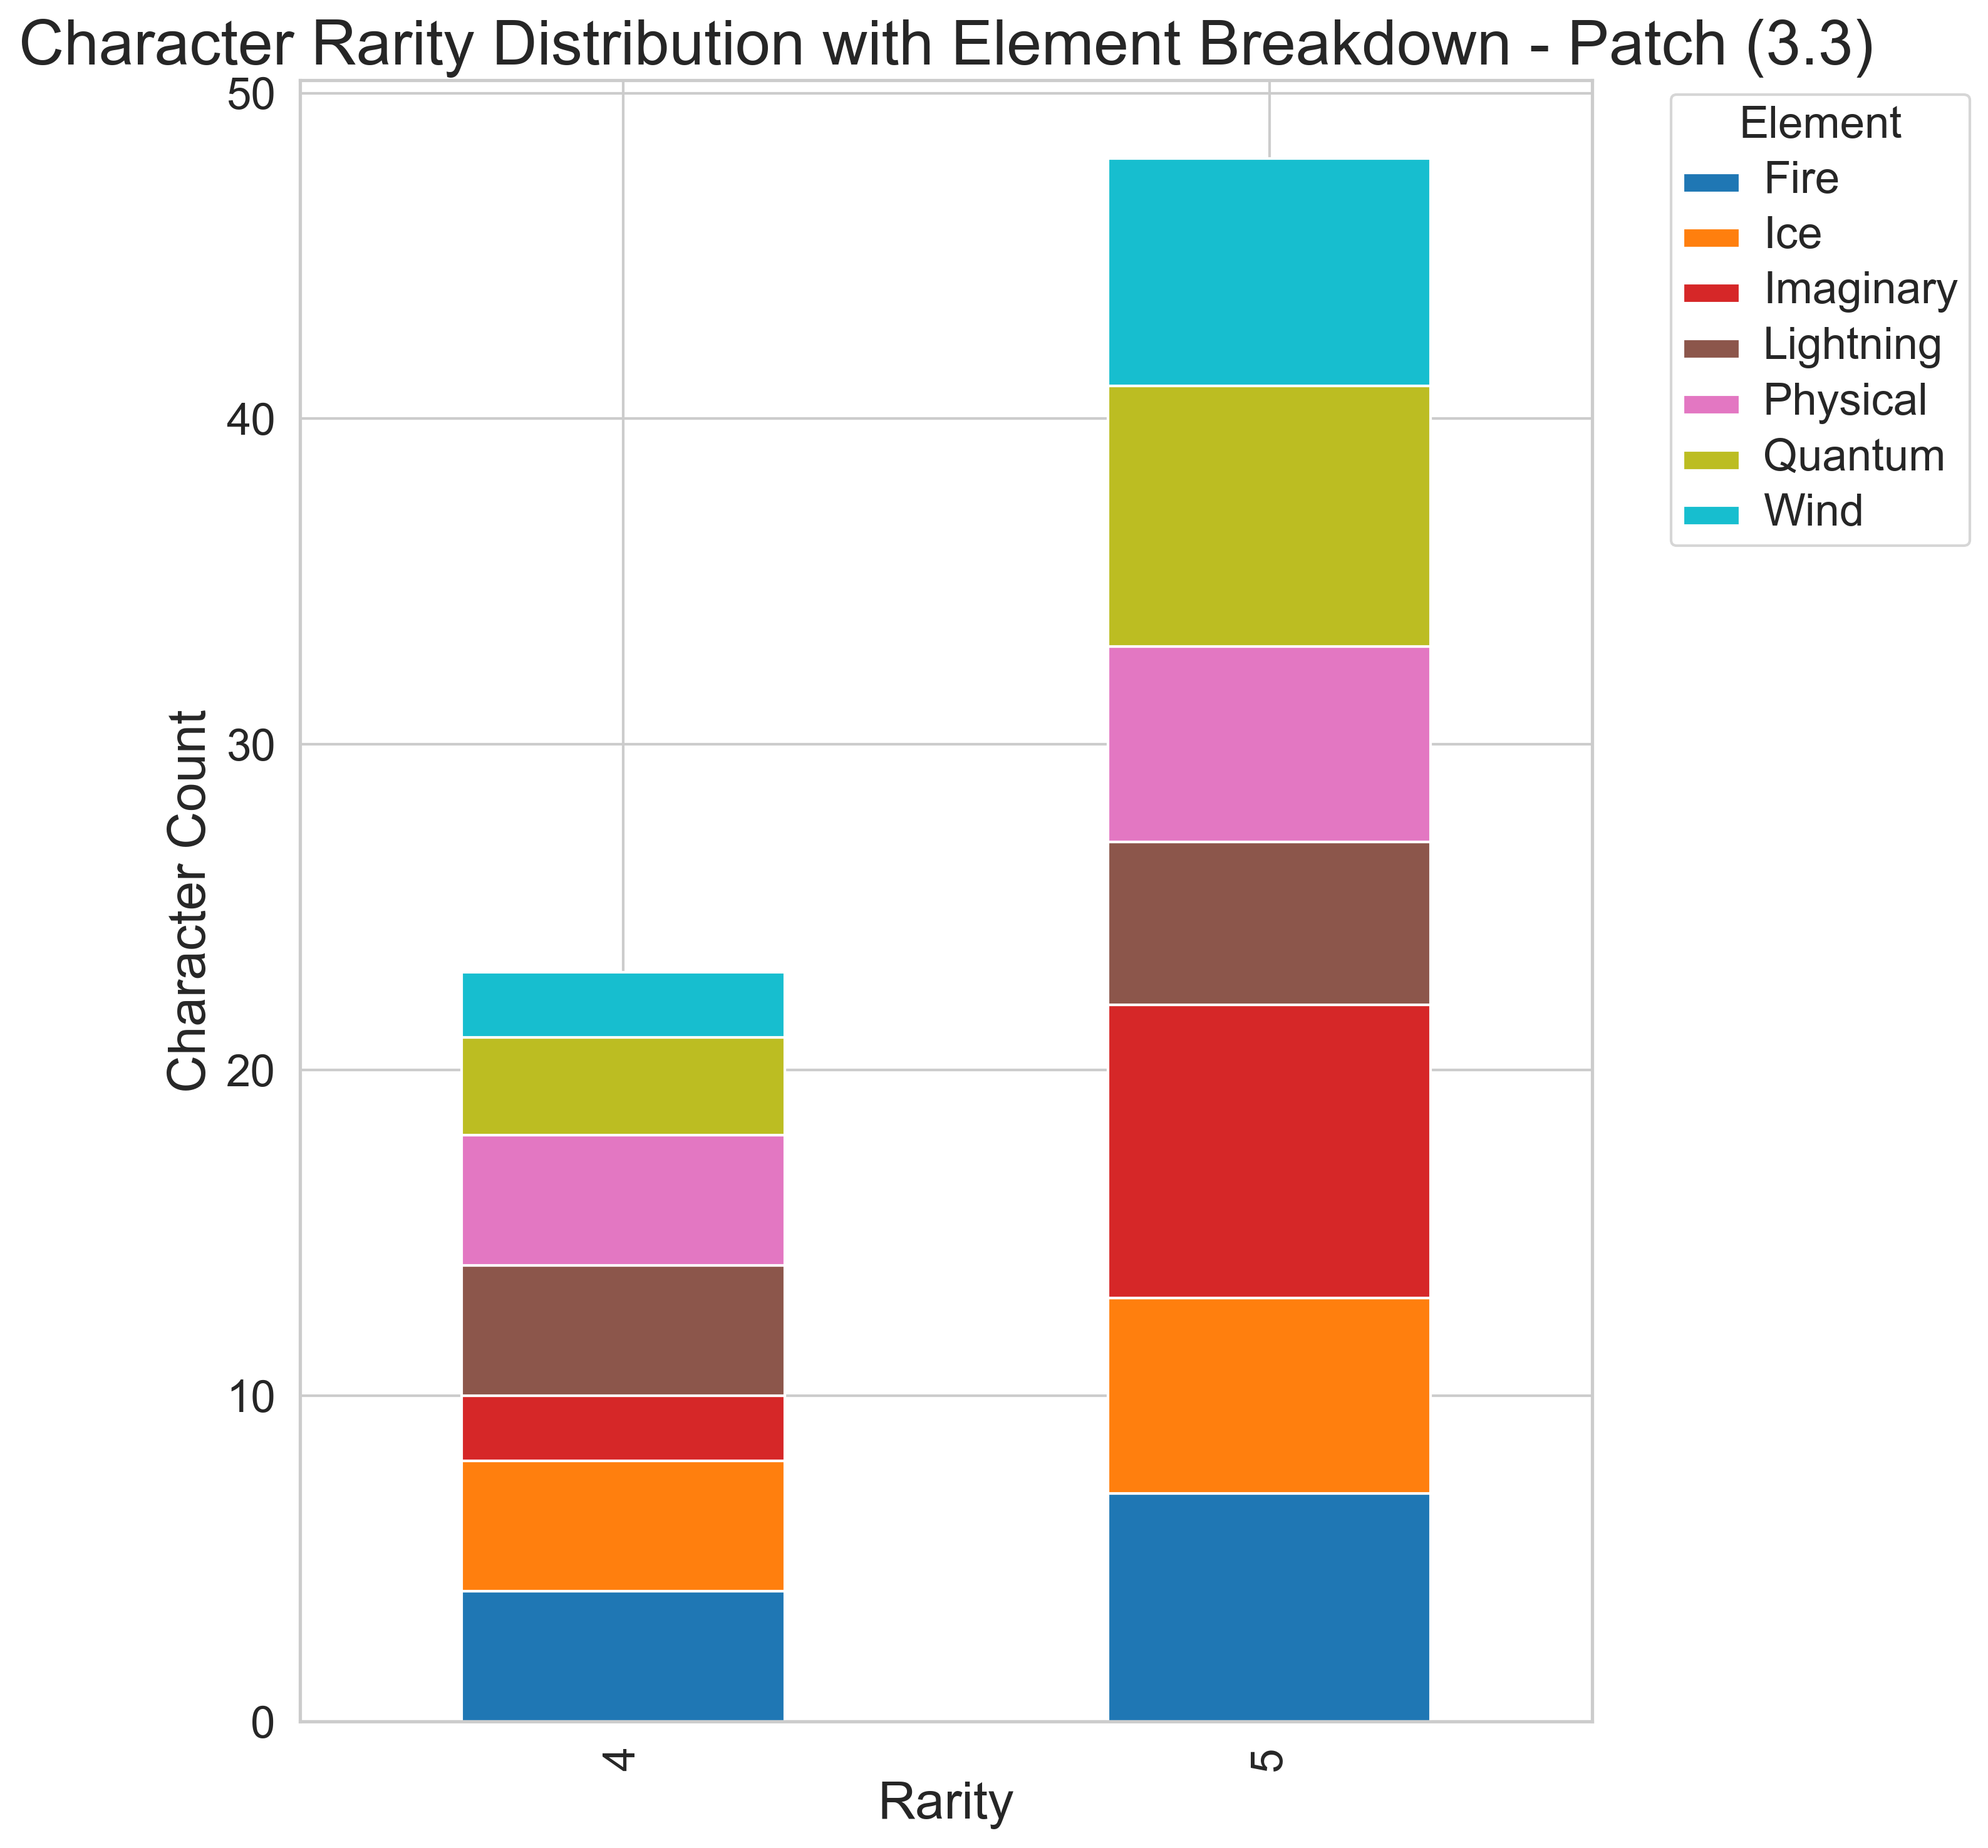 Character Rarity Distribution with Element Breakdown - Patch (3.3)
Element
Fire
Ice
Imaginary
Lightning
Physical
Quantum
Wind
Character Count
50
40
30
20
10
0
4
5
Rarity